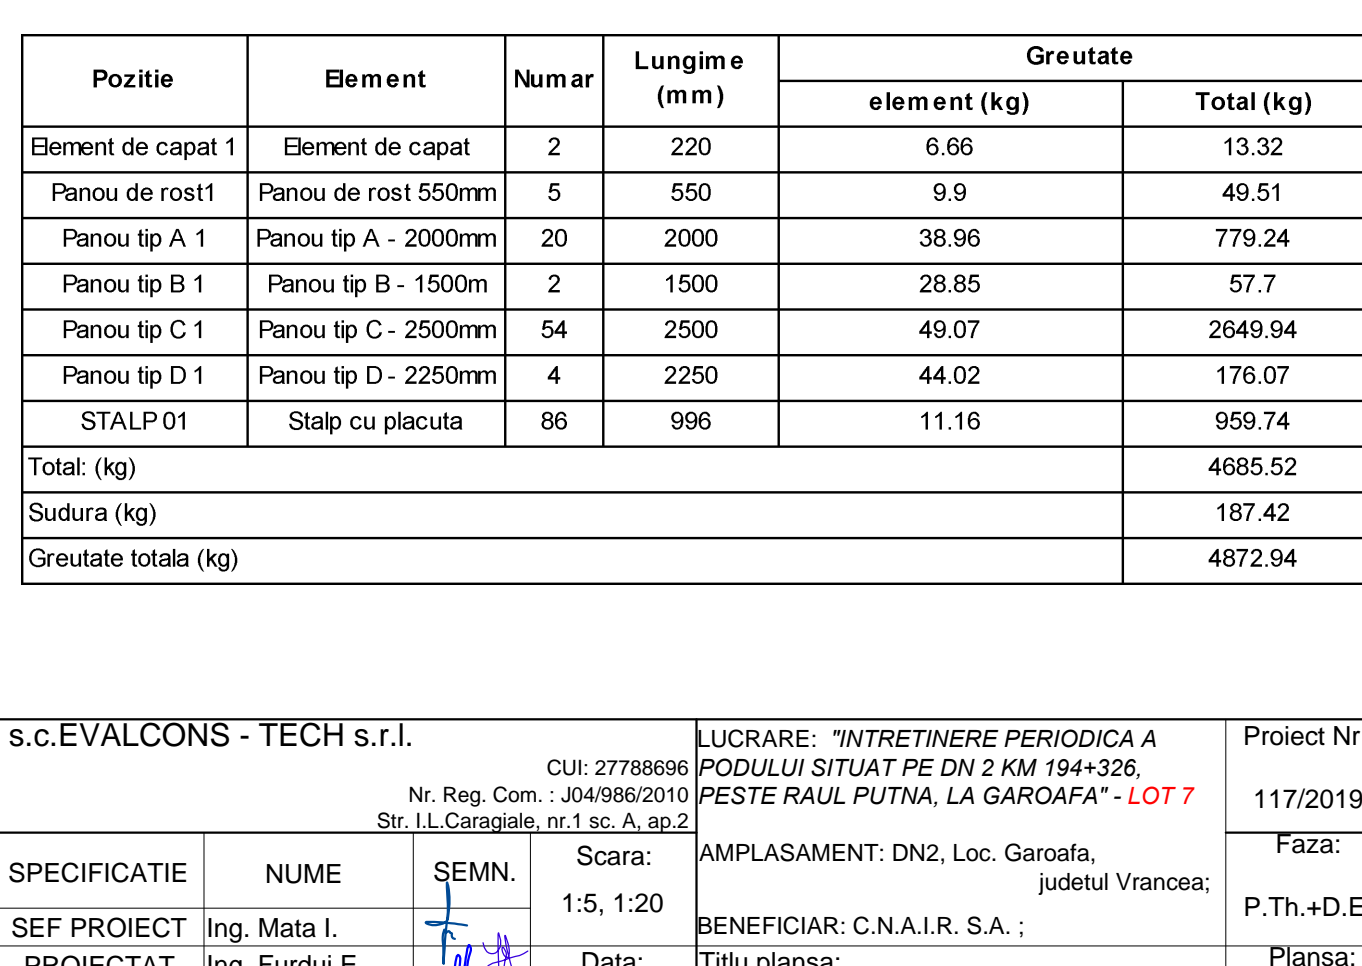 Pozitie Element Numar Lungime (mm) Greutate
element (kg) Total (kg)
Element de capat 1 Element de capat 2 220 6.66 13.32
Panou de rost1 Panou de rost 550mm 5 550 9.9 49.51
Panou tip A 1 Panou tip A - 2000mm 20 2000 38.96 779.24
Panou tip B 1 Panou tip B - 1500m 2 1500 28.85 57.7
Panou tip C 1 Panou tip C - 2500mm 54 2500 49.07 2649.94
Panou tip D 1 Panou tip D - 2250mm 4 2250 44.02 176.07
STALP 01 Stalp cu placuta 86 996 11.16 959.74
Total: (kg) 4685.52
Sudura (kg) 187.42
Greutate totala (kg) 4872.94
s.c.EVALCONS - TECH s.r.l.
CUI: 27788696
Nr. Reg. Com. : J04/986/2010
Str. I.L.Caragiale, nr.1 sc. A, ap.2
LUCRARE: "INTRETINERE PERIODICA A
PODULUI SITUAT PE DN 2 KM 194+326,
PESTE RAUL PUTNA, LA GAROAFA" - LOT 7
Proiect Nr
117/2019
SPECIFICATIE NUME SEMN.
Scara:
1:5, 1:20
AMPLASAMENT: DN2, Loc. Garoafa,
judetul Vrancea;
Faza:
P.Th.+D.E
SEF PROIECT Ing. Mata I.
BENEFICIAR: C.N.A.I.R. S.A. ;
PROIECTAT Ing. Furdui F.
Data:
Titlu plansa:
Plansa: